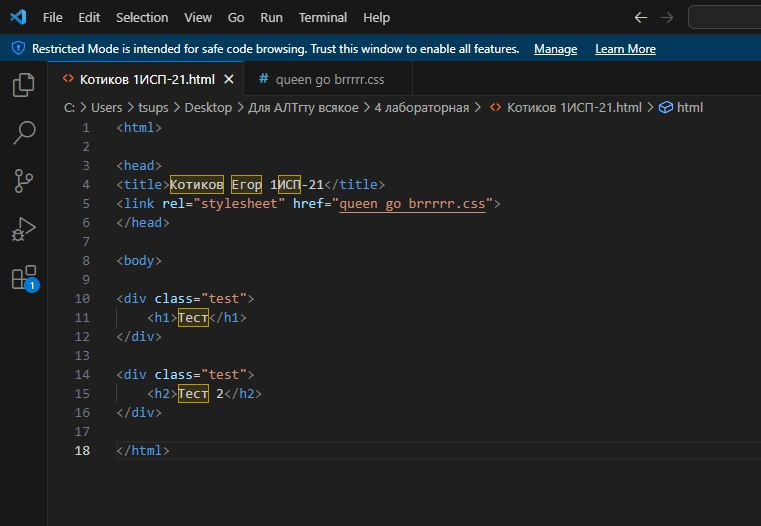 File Edit Selection View Go Run Terminal Help
Restricted Mode is intended for safe code browsing. Trust this window to enable all features. Manage Learn More
Котиков 1ИСП-21.html queen go brrrrr.css
C: > Users > tsups > Desktop > Для АЛТгту всякое > 4 лабораторная > Котиков 1ИСП-21.html > html
1 <html>
2
3 <head>
4 <title>Котиков Егор 1ИСП-21</title>
5 <link rel="stylesheet" href="queen go brrrrr.css">
6 </head>
7
8 <body>
9
10 <div class="test">
11 <h1>Тест</h1>
12 </div>
13
14 <div class="test">
15 <h2>Тест 2</h2>
16 </div>
17
18 </html>
1